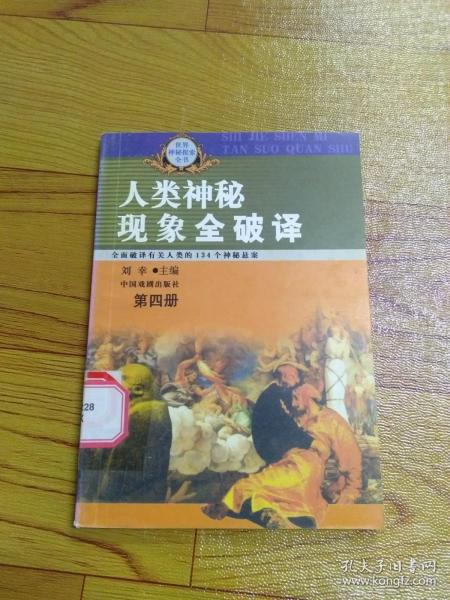 SHI JIE SHEN MI
TAN SUO QUAN SHU
世界
神秘探索
全书
人类神秘
现象全破译
全面破译有关人类的134个神秘悬案
刘幸●主编
中国戏剧出版社
第四册
28
孔夫子旧书网
www.kongfz.com